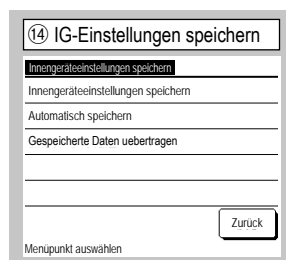 ⑭ IG-Einstellungen speichern
Innengeräteeinstellungen speichern
Innengeräteeinstellungen speichern
Automatisch speichern
Gespeicherte Daten uebertragen
Zurück
Menüpunkt auswählen